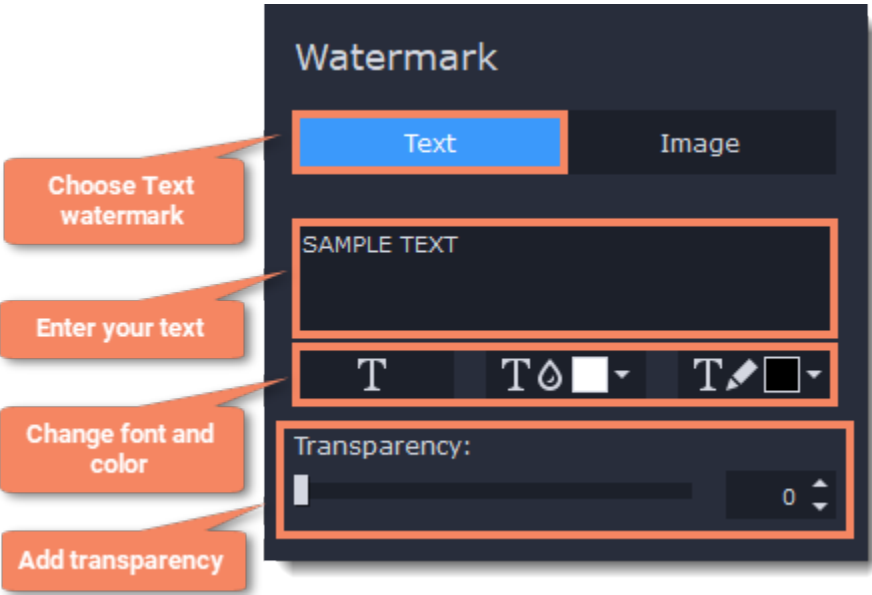 Watermark
Text
Image
Choose Text
watermark
SAMPLE TEXT
Enter your text
T
T
T
Change font and
color
Transparency:
0
Add transparency